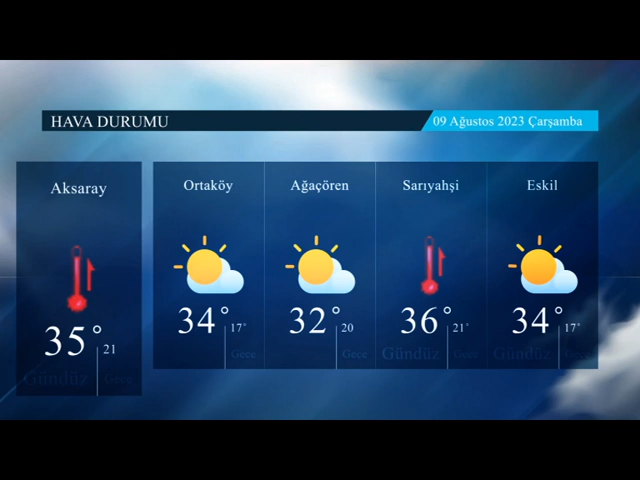 HAVA DURUMU
09 Ağustos 2023 Çarşamba
Aksaray
35°
21
Gündüz
Gece
Ortaköy
34°
17°
Gece
Ağaçören
32°
20
Gece
Sarıyahşi
36°
21°
Gündüz
Gece
Eskil
34°
17°
Gündüz
Gece